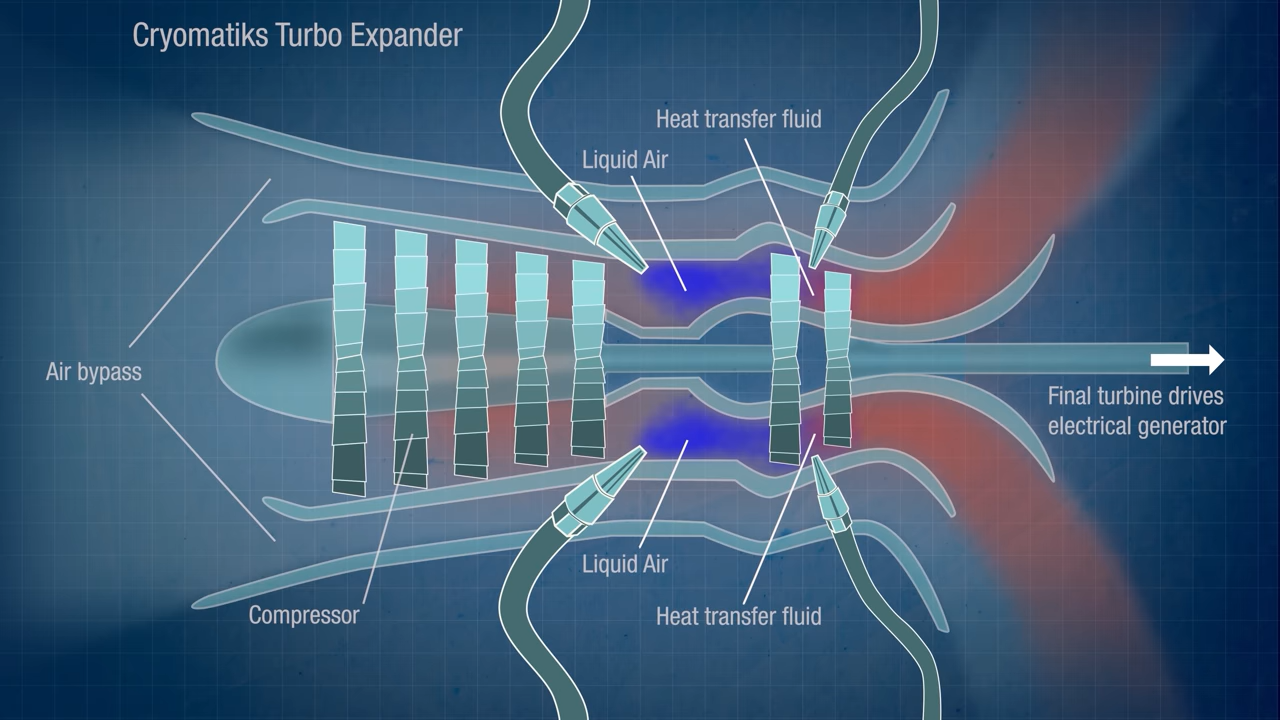 Cryomatiks Turbo Expander
Heat transfer fluid
Liquid Air
Air bypass
Final turbine drives
electrical generator
Liquid Air
Compressor
Heat transfer fluid